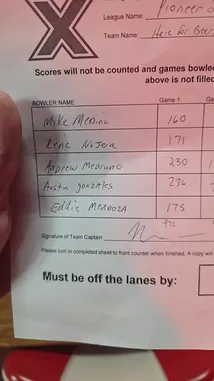 X
League Name: Pioneer
Team Name: Here for Beer
Scores will not be counted and games bowled
above is not filled
BOWLER NAME Game 1 Ga
Mike Medina 160
Rene 171
Andrew Medrano 230
Austin gonzales 236
Eddie Mendoza 175
972
Signature of Team Captain
Please turn in completed sheet to front counter when finished. A copy will
Must be off the lanes by: